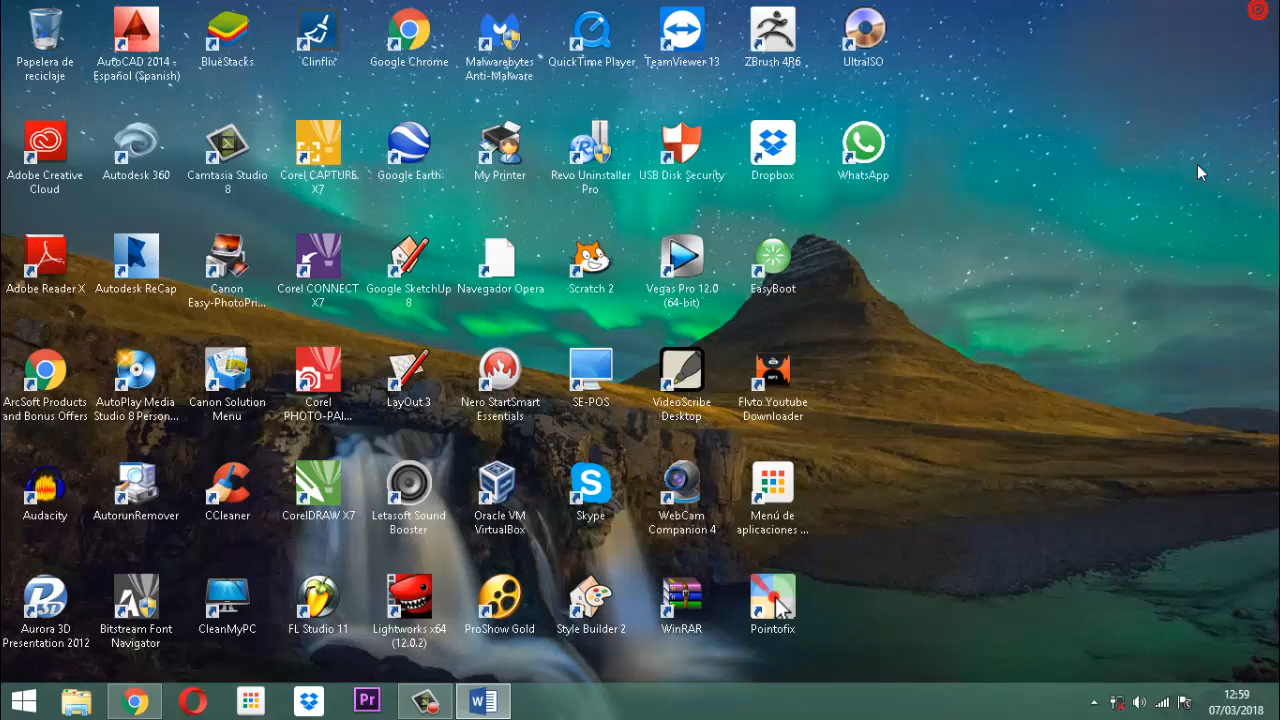 Papelera de
reciclaje
AutoCAD 2014 -
Español (Spanish)
BlueStacks
Clinflix
Google Chrome
Malwarebytes
Anti-Malware
QuickTime Player
TeamViewer 13
ZBrush 4R6
UltraISO
Adobe Creative
Cloud
Autodesk 360
Camtasia Studio
8
Corel CAPTURE
X7
Google Earth
My Printer
Revo Uninstaller
Pro
USB Disk Security
Dropbox
WhatsApp
Adobe Reader X
Autodesk ReCap
Canon
Easy-PhotoPri...
Corel CONNECT
X7
Google SketchUp
8
Navegador Opera
Scratch 2
Vegas Pro 12.0
(64-bit)
EasyBoot
ArcSoft Products
and Bonus Offers
AutoPlay Media
Studio 8 Person...
Canon Solution
Menu
Corel
PHOTO-PAI...
LayOut 3
Nero StartSmart
Essentials
SE-POS
VideoScribe
Desktop
Flvto Youtube
Downloader
Audacity
AutorunRemover
CCleaner
CorelDRAW X7
Letasoft Sound
Booster
Oracle VM
VirtualBox
Skype
WebCam
Companion 4
Menú de
aplicaciones ...
Aurora 3D
Presentation 2012
Bitstream Font
Navigator
CleanMyPC
FL Studio 11
Lightworks x64
(12.0.2)
ProShow Gold
Style Builder 2
WinRAR
Pointofix
Pr
12:59
07/03/2018